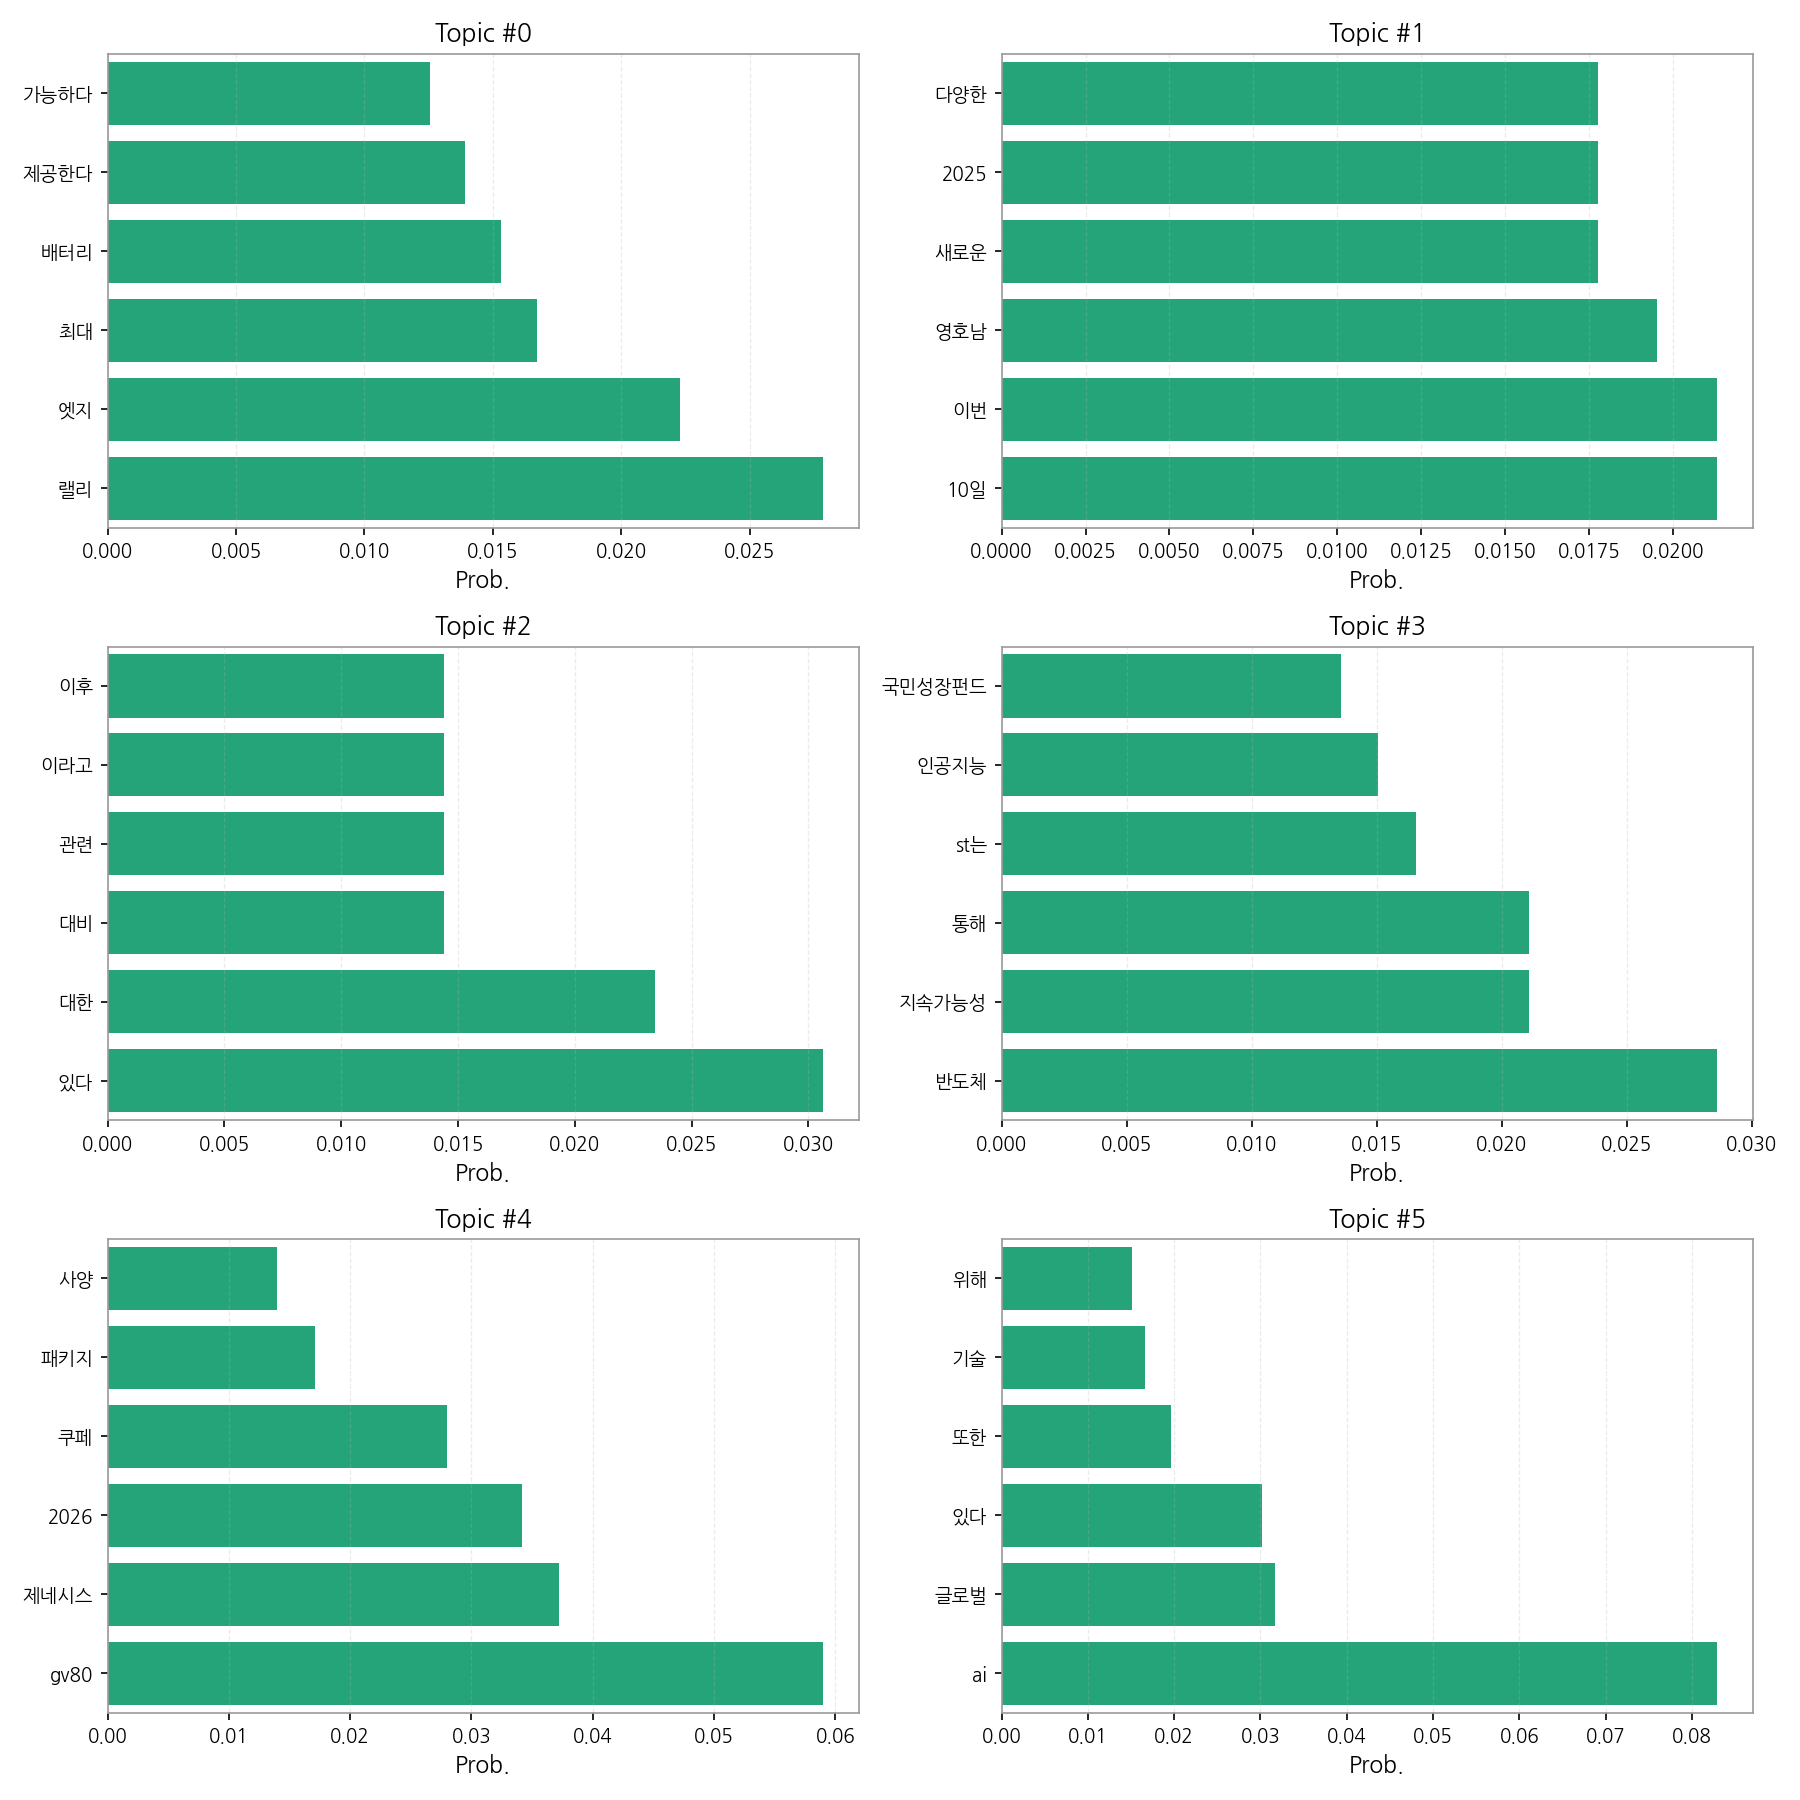 Topic #0
가능하다
제공한다
배터리
최대
엣지
랠리
0.000 0.005 0.010 0.015 0.020 0.025
Prob.
Topic #1
다양한
2025
새로운
영호남
이번
10일
0.0000 0.0025 0.0050 0.0075 0.0100 0.0125 0.0150 0.0175 0.0200
Prob.
Topic #2
이후
이라고
관련
대비
대한
있다
0.000 0.005 0.010 0.015 0.020 0.025 0.030
Prob.
Topic #3
국민성장펀드
인공지능
st는
통해
지속가능성
반도체
0.000 0.005 0.010 0.015 0.020 0.025 0.030
Prob.
Topic #4
사양
패키지
쿠페
2026
제네시스
gv80
0.00 0.01 0.02 0.03 0.04 0.05 0.06
Prob.
Topic #5
위해
기술
또한
있다
글로벌
ai
0.00 0.01 0.02 0.03 0.04 0.05 0.06 0.07 0.08
Prob.